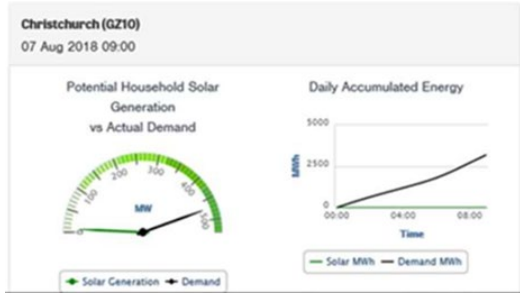 Christchurch (GZ10)
07 Aug 2018 09:00
Potential Household Solar
Generation
vs Actual Demand
0
100
200
300
400
500
MW
Solar Generation
Demand
Daily Accumulated Energy
5000
2500
0
MWh
00:00
04:00
08:00
Time
Solar MWh
Demand MWh